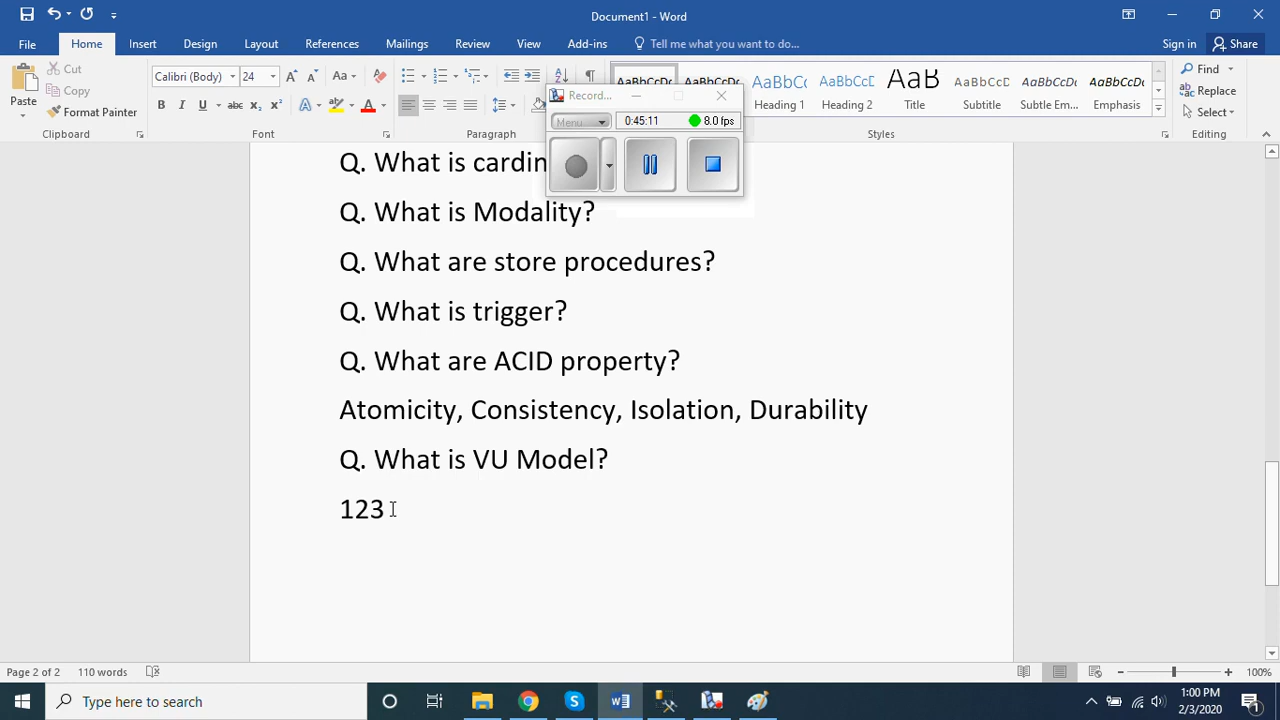 Document1 - Word
File Home Insert Design Layout References Mailings Review View Add-ins Tell me what you want to do... Sign in Share
Cut
Copy
Format Painter
Paste
Clipboard
Calibri (Body) 24
Font
Paragraph
AaBbCcDc AaBbCcDc AaBbCc AaBbCcD AaB AaBbCcD AaBbCcDc AaBbCcDc
Heading 1 Heading 2 Title Subtitle Subtle Em... Emphasis
Styles
Find
Replace
Select
Editing
Record...
Menu 0:45:11 8.0 fps
Q. What is cardin
Q. What is Modality?
Q. What are store procedures?
Q. What is trigger?
Q. What are ACID property?
Atomicity, Consistency, Isolation, Durability
Q. What is VU Model?
123
Page 2 of 2 110 words 100%
Type here to search
1:00 PM
2/3/2020